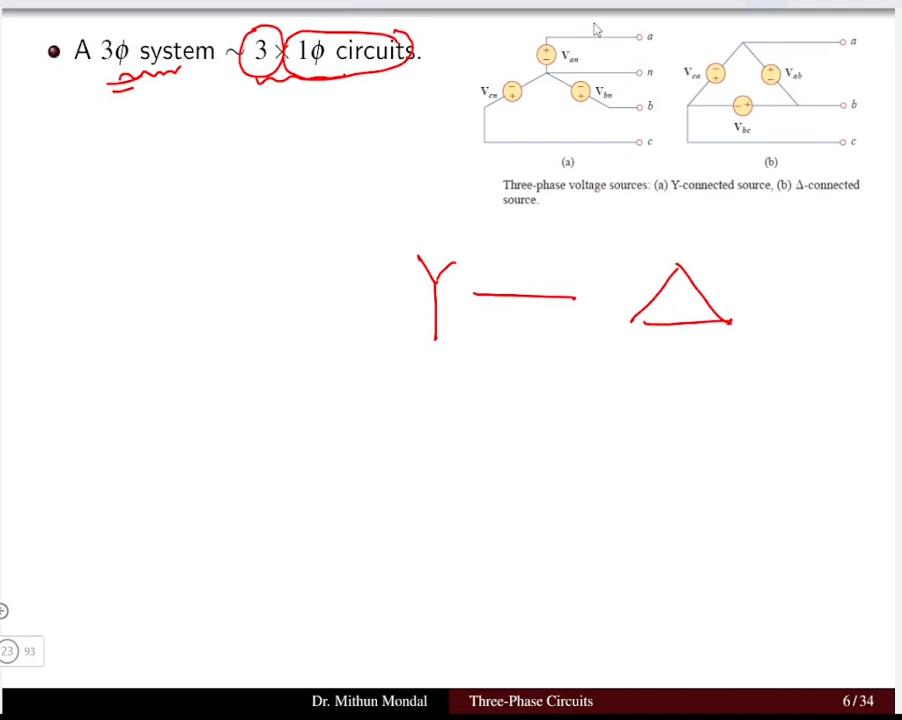 • A 3ϕ system ~ 3 × 1ϕ circuits.
a
n
b
c
+
−
V_an
V_cn
−
+
−
+
V_bn
(a)
a
b
c
V_ca
−
+
+
−
V_ab
− +
V_bc
(b)
Three-phase voltage sources: (a) Y-connected source, (b) Δ-connected
source.
Y — Δ
23 93
Dr. Mithun Mondal Three-Phase Circuits 6 / 34